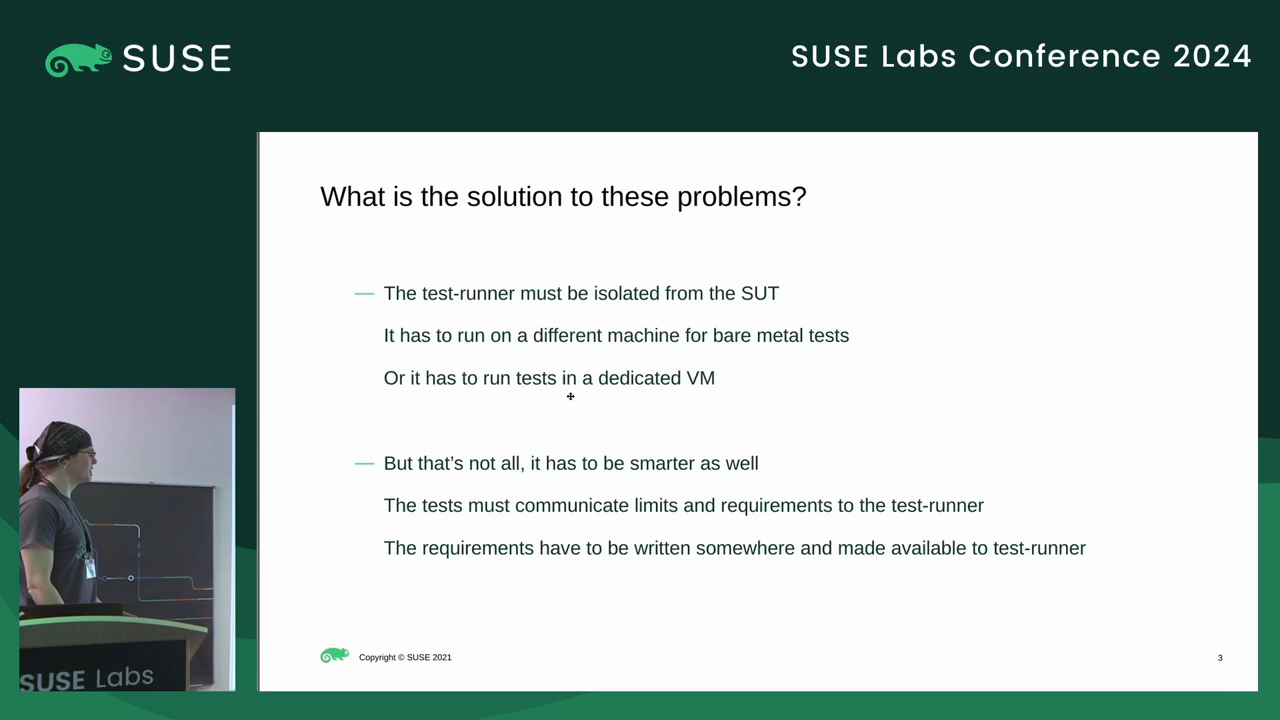 SUSE
SUSE Labs Conference 2024
What is the solution to these problems?
— The test-runner must be isolated from the SUT
It has to run on a different machine for bare metal tests
Or it has to run tests in a dedicated VM
— But that’s not all, it has to be smarter as well
The tests must communicate limits and requirements to the test-runner
The requirements have to be written somewhere and made available to test-runner
Copyright © SUSE 2021
3
SUSE Labs